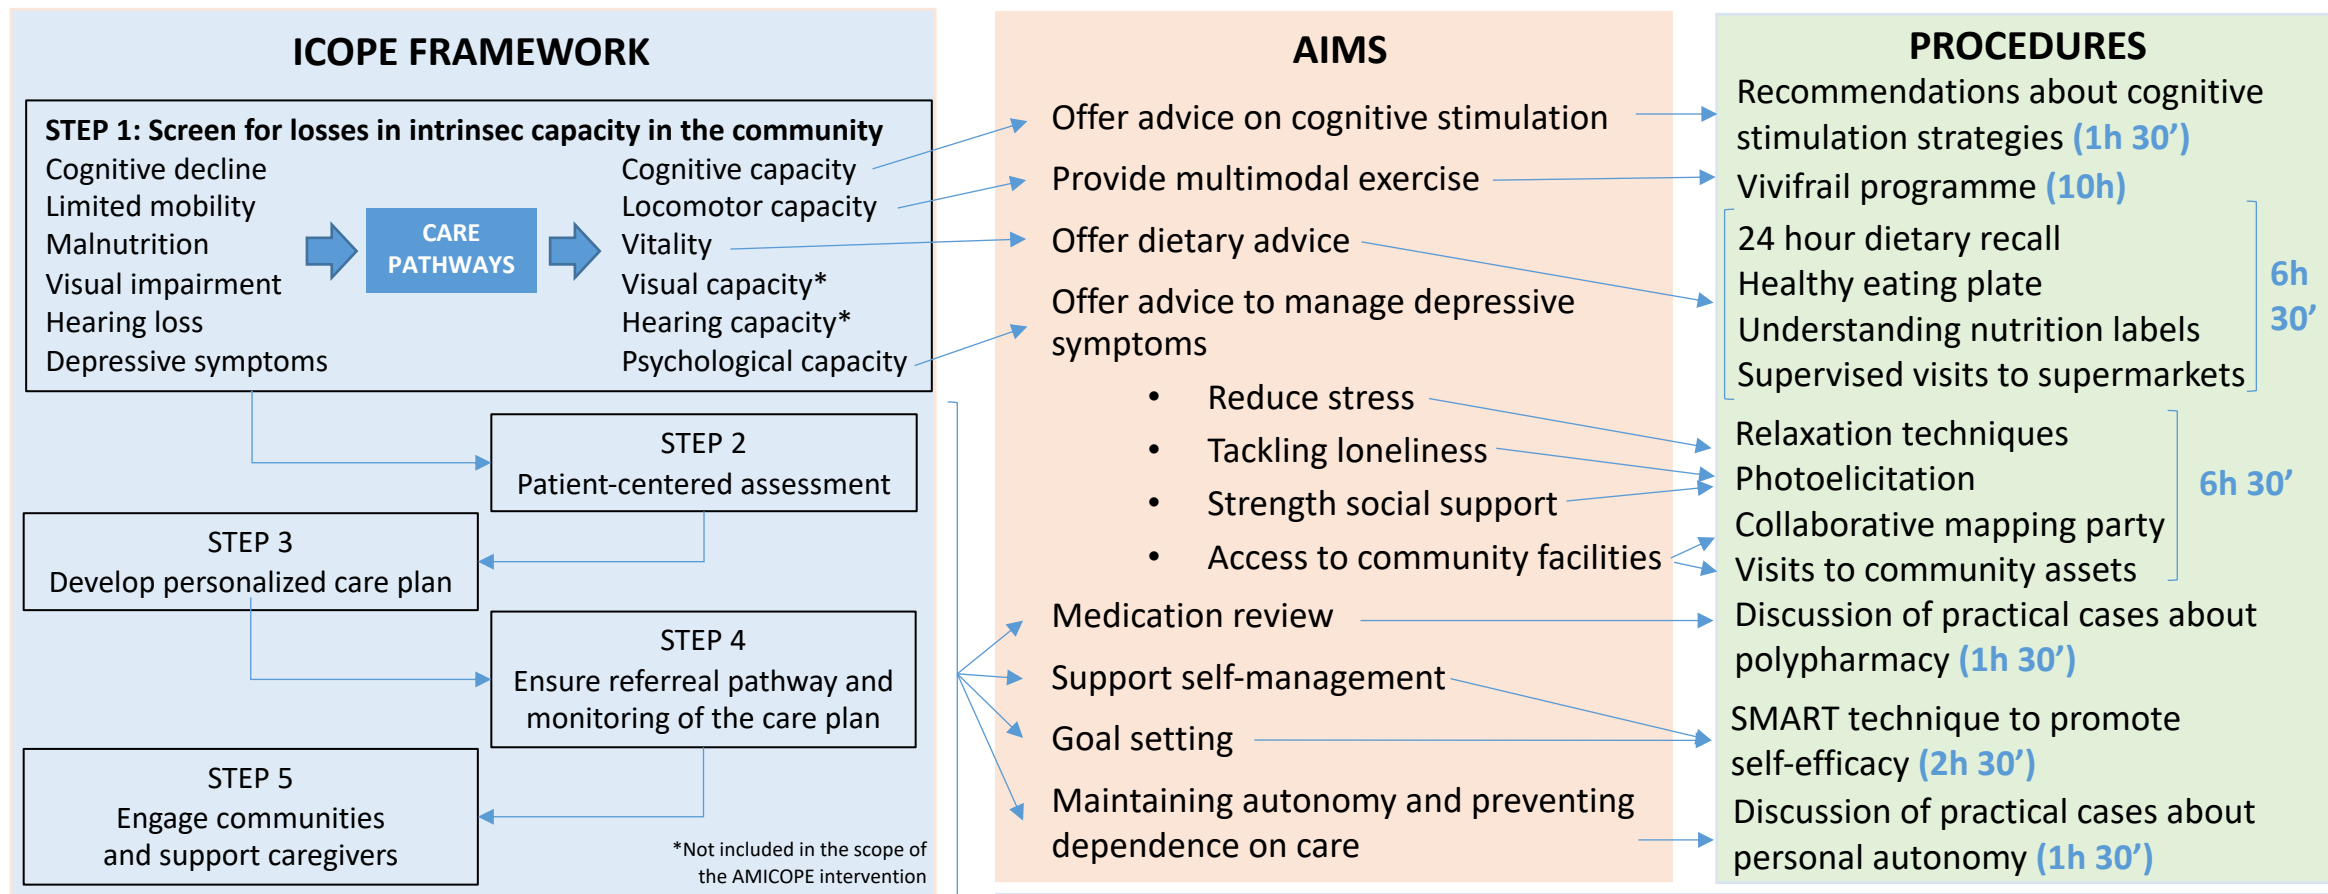 ICOPE FRAMEWORK
STEP 1: Screen for losses in intrinsec capacity in the community
Cognitive decline
Limited mobility
Malnutrition
Visual impairment
Hearing loss
Depressive symptoms
CARE
PATHWAYS
Cognitive capacity
Locomotor capacity
Vitality
Visual capacity*
Hearing capacity*
Psychological capacity
STEP 2
Patient-centered assessment
STEP 3
Develop personalized care plan
STEP 4
Ensure referreal pathway and
monitoring of the care plan
STEP 5
Engage communities
and support caregivers
*Not included in the scope of
the AMICOPE intervention
AIMS
Offer advice on cognitive stimulation
Provide multimodal exercise
Offer dietary advice
Offer advice to manage depressive
symptoms
• Reduce stress
• Tackling loneliness
• Strength social support
• Access to community facilities
Medication review
Support self-management
Goal setting
Maintaining autonomy and preventing
dependence on care
PROCEDURES
Recommendations about cognitive
stimulation strategies (1h 30’)
Vivifrail programme (10h)
24 hour dietary recall
Healthy eating plate
Understanding nutrition labels
Supervised visits to supermarkets
6h
30’
Relaxation techniques
Photoelicitation
Collaborative mapping party
Visits to community assets
6h 30’
Discussion of practical cases about
polypharmacy (1h 30’)
SMART technique to promote
self-efficacy (2h 30’)
Discussion of practical cases about
personal autonomy (1h 30’)